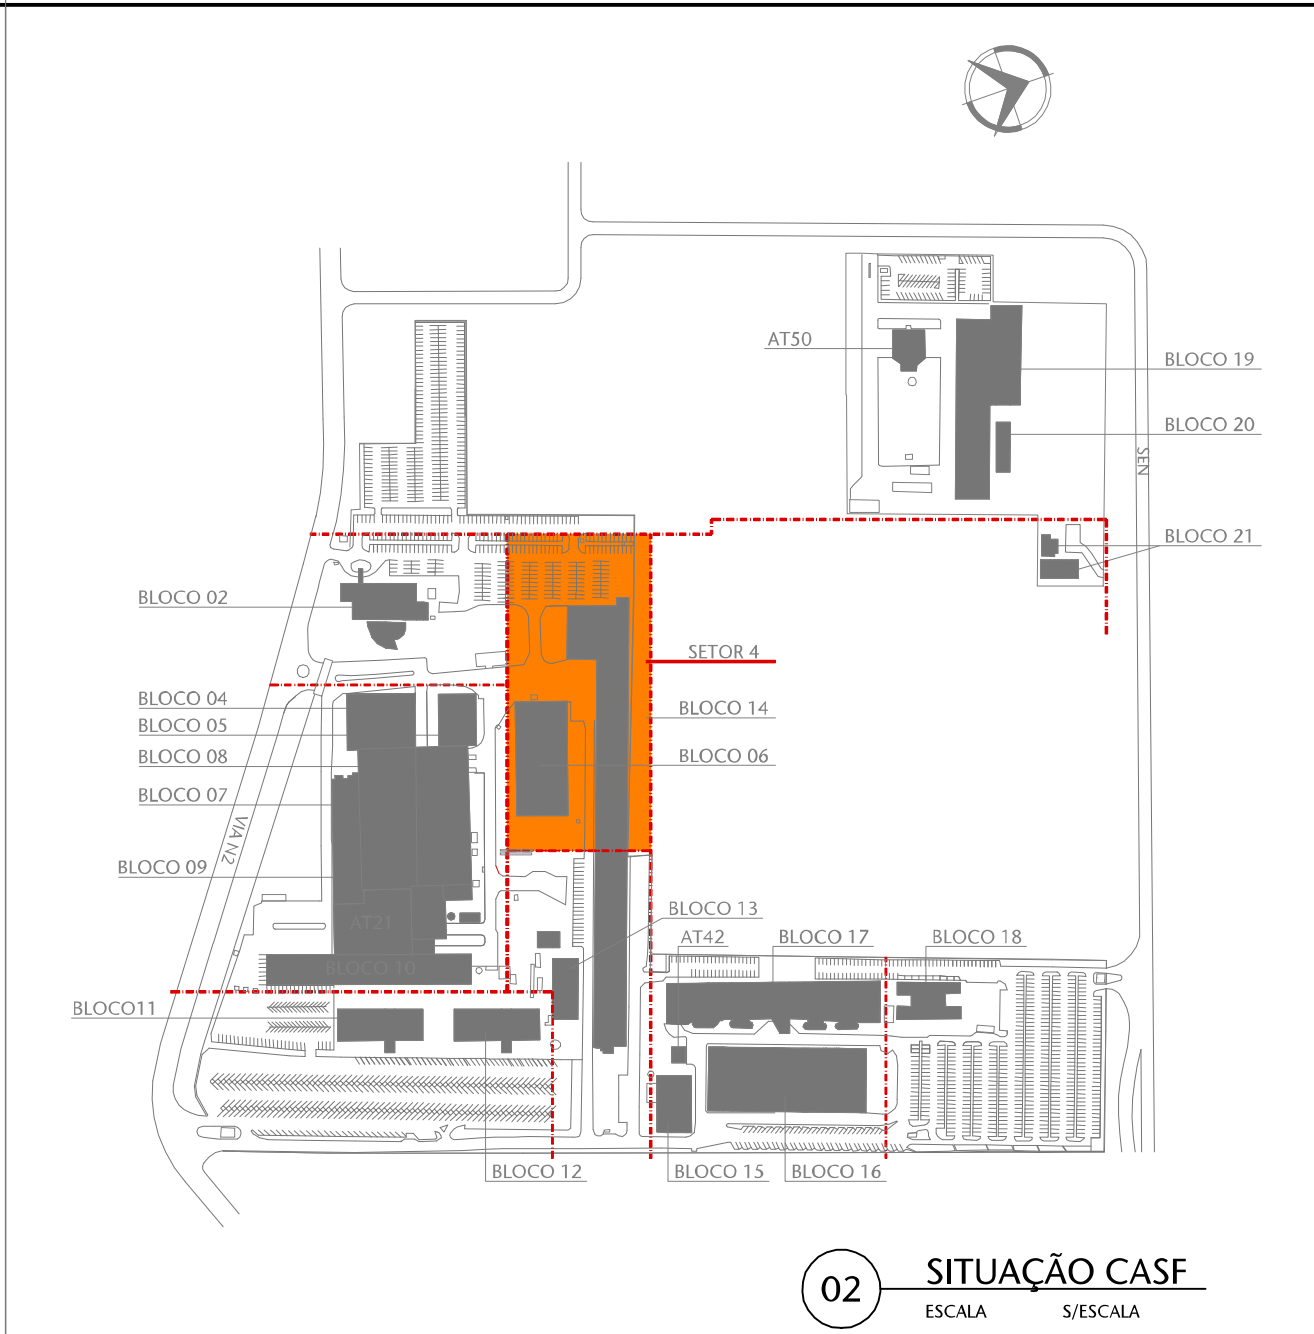 AT50
BLOCO 19
BLOCO 20
SEN
BLOCO 21
BLOCO 02
SETOR 4
BLOCO 04
BLOCO 14
BLOCO 05
BLOCO 08
BLOCO 06
BLOCO 07
VIA N2
BLOCO 09
BLOCO 13
AT21
AT42
BLOCO 17
BLOCO 18
BLOCO 10
BLOCO11
BLOCO 12
BLOCO 15
BLOCO 16
02
SITUAÇÃO CASF
ESCALA S/ESCALA